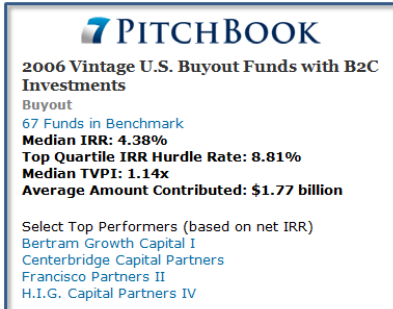 PITCHBOOK
2006 Vintage U.S. Buyout Funds with B2C
Investments
Buyout
67 Funds in Benchmark
Median IRR: 4.38%
Top Quartile IRR Hurdle Rate: 8.81%
Median TVPI: 1.14x
Average Amount Contributed: $1.77 billion
Select Top Performers (based on net IRR)
Bertram Growth Capital I
Centerbridge Capital Partners
Francisco Partners II
H.I.G. Capital Partners IV